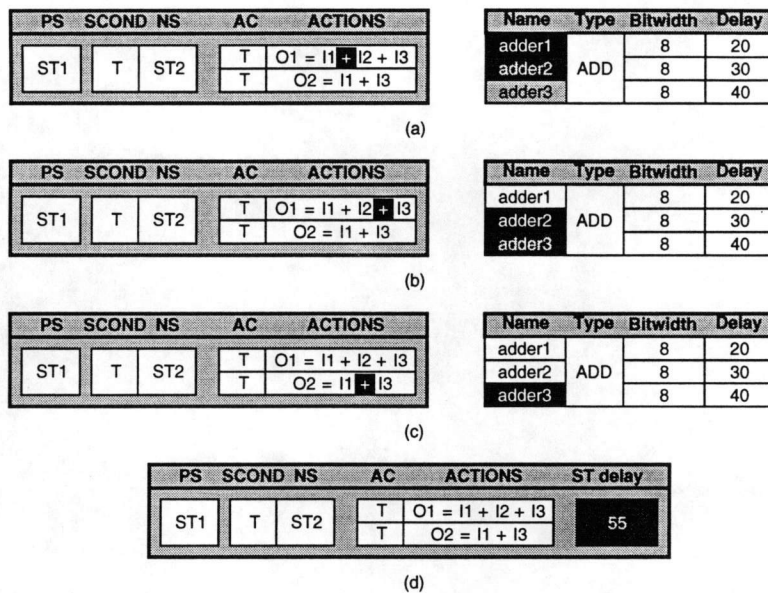 PS SCOND NS AC ACTIONS Name Type Bitwidth Delay
ST1 T ST2 T O1 = I1 + I2 + I3 adder1 ADD 8 20
T O2 = I1 + I3 adder2 8 30
adder3 8 40
(a)
PS SCOND NS AC ACTIONS Name Type Bitwidth Delay
ST1 T ST2 T O1 = I1 + I2 + I3 adder1 ADD 8 20
T O2 = I1 + I3 adder2 8 30
adder3 8 40
(b)
PS SCOND NS AC ACTIONS Name Type Bitwidth Delay
ST1 T ST2 T O1 = I1 + I2 + I3 adder1 ADD 8 20
T O2 = I1 + I3 adder2 8 30
adder3 8 40
(c)
PS SCOND NS AC ACTIONS ST delay
ST1 T ST2 T O1 = I1 + I2 + I3 55
T O2 = I1 + I3
(d)